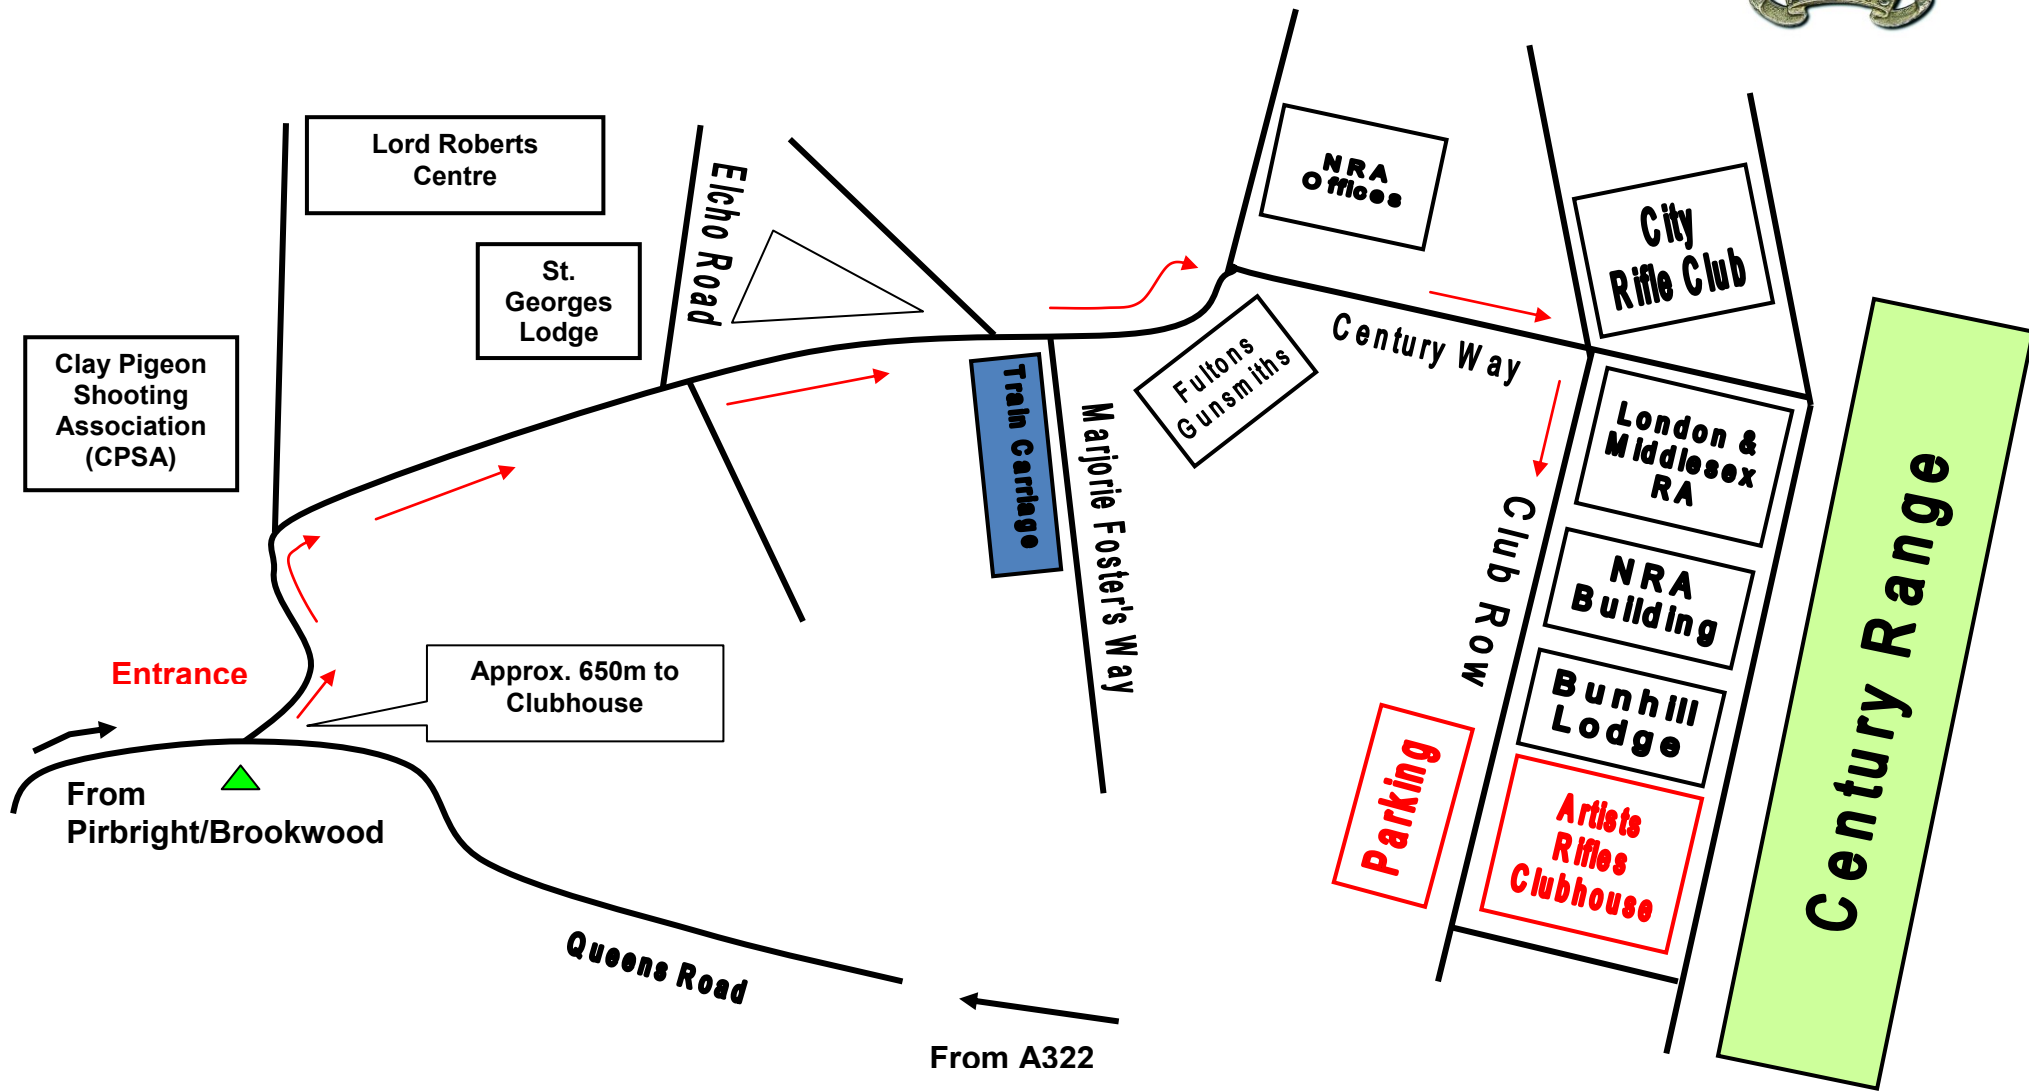 Lord Roberts
Centre
Elcho Road
NRA
Offices
City
Rifle Club
St.
Georges
Lodge
Clay Pigeon
Shooting
Association
(CPSA)
Train Carriage
Marjorie Foster's Way
Fultons
Gunsmiths
Century Way
London &
Middlesex
RA
Club Row
NRA
Building
Bunhill
Lodge
Century Range
Entrance
Approx. 650m to
Clubhouse
Parking
Artists
Rifles
Clubhouse
From
Pirbright/Brookwood
Queens Road
From A322